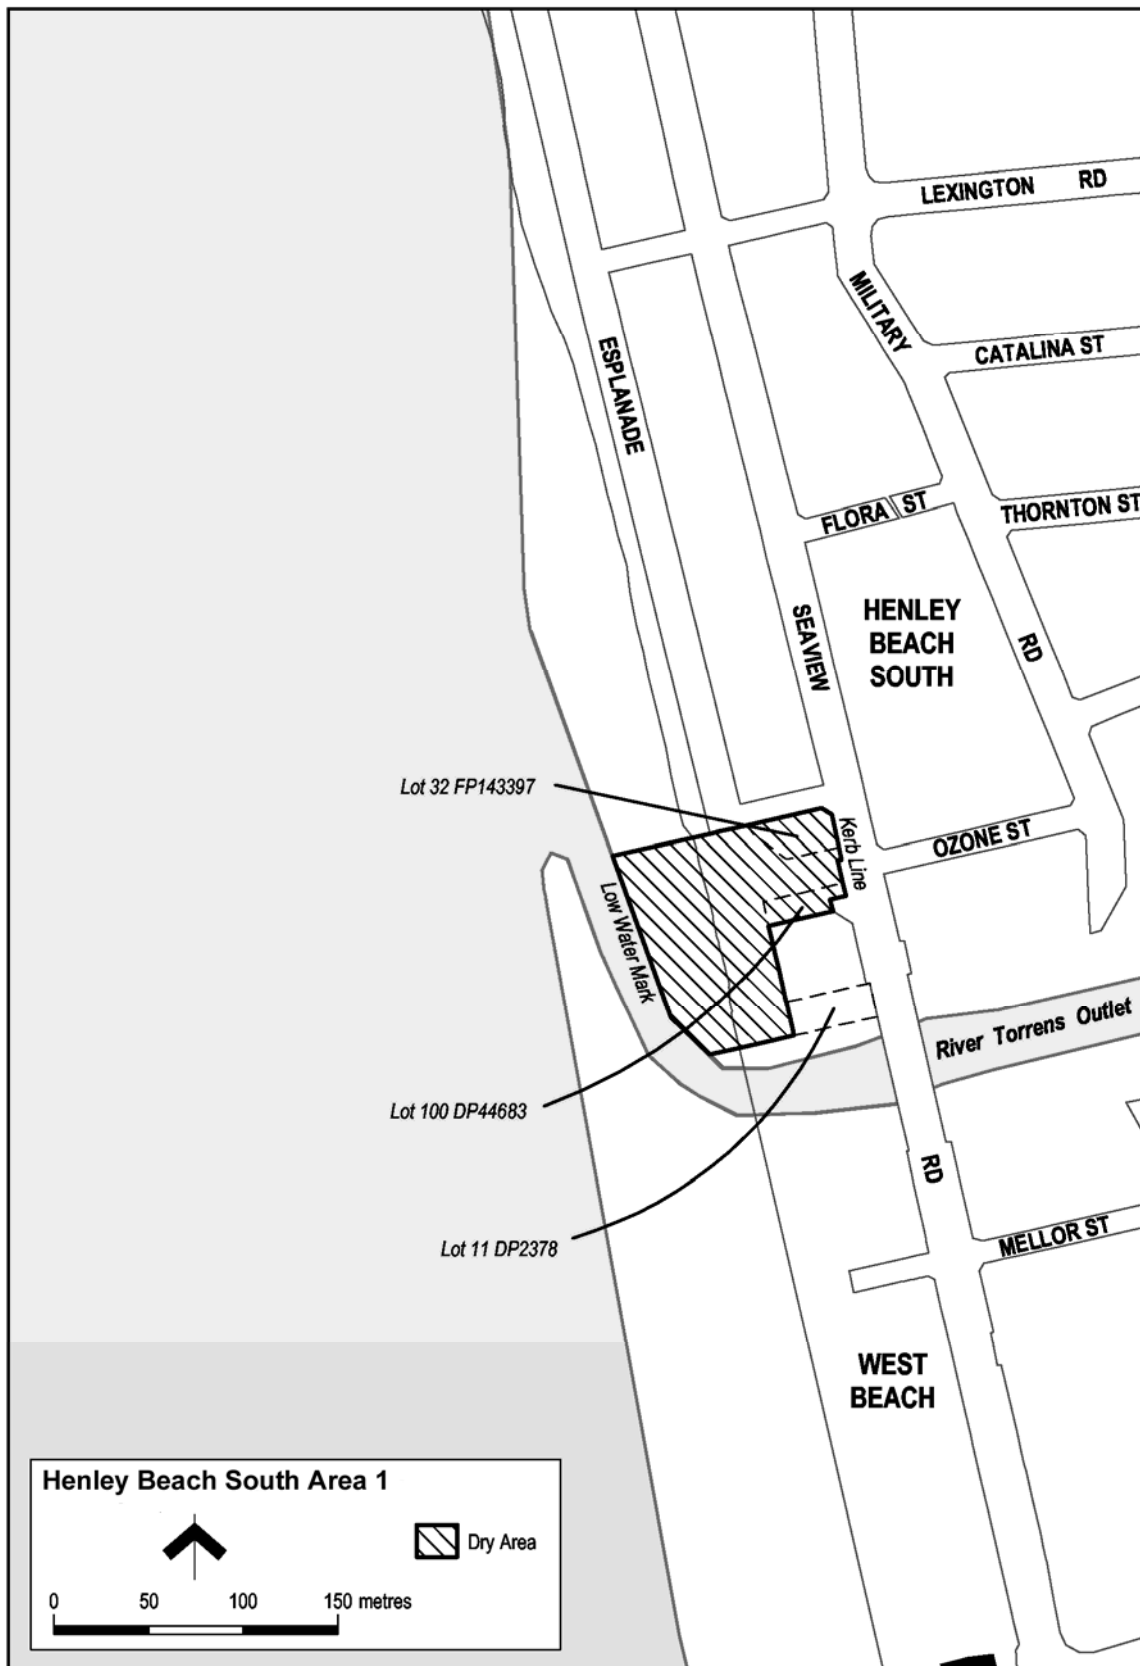 LEXINGTON RD
MILITARY
CATALINA ST
ESPLANADE
FLORA ST
THORNTON ST
SEAVIEW
HENLEY
BEACH
SOUTH
RD
Lot 32 FP143397
Kerb Line
OZONE ST
Low Water Mark
River Torrens Outlet
Lot 100 DP44683
RD
Lot 11 DP2378
MELLOR ST
WEST
BEACH
Henley Beach South Area 1
Dry Area
0 50 100 150 metres